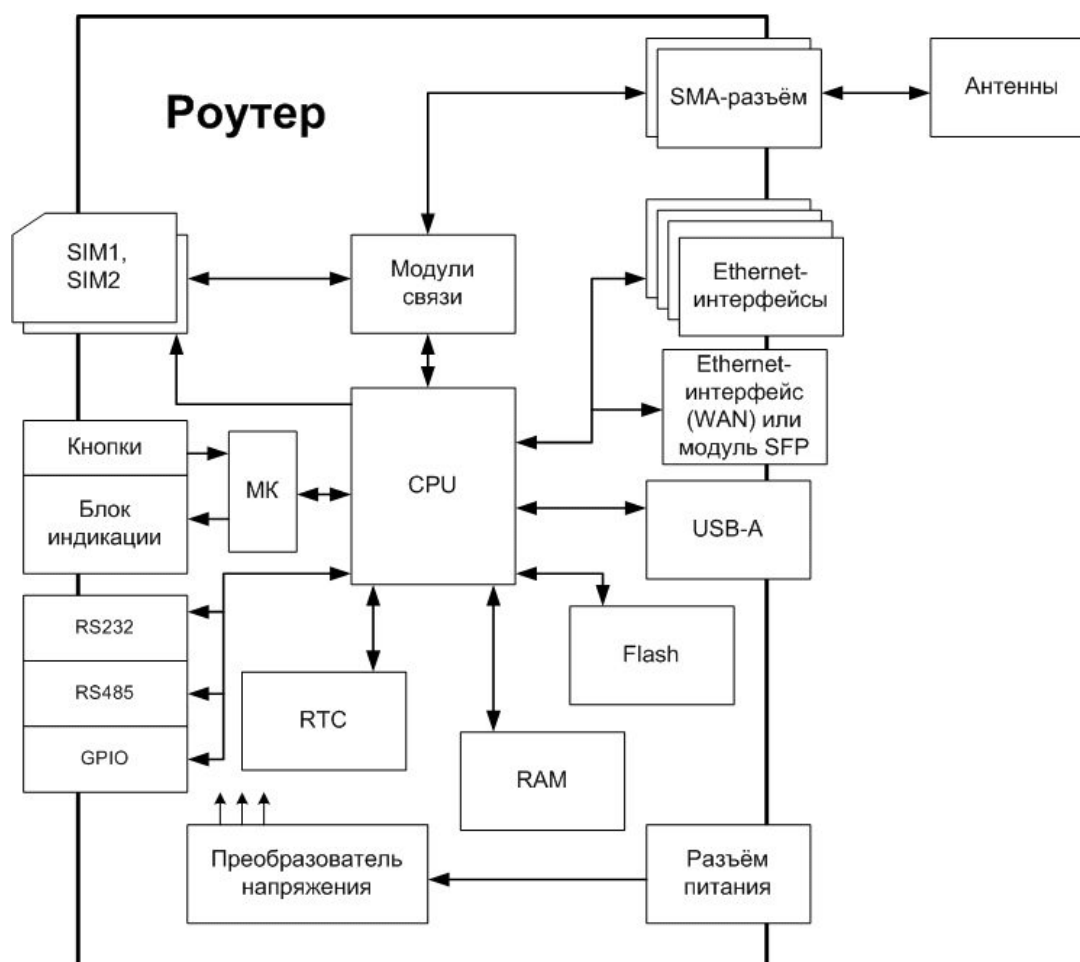 Роутер
SMA-разъём
Антенны
SIM1,
SIM2
Модули
связи
Ethernet-
интерфейсы
Ethernet-
интерфейс
(WAN) или
модуль SFP
Кнопки
Блок
индикации
МК
CPU
USB-A
RS232
RS485
GPIO
RTC
Flash
RAM
Преобразователь
напряжения
Разъём
питания